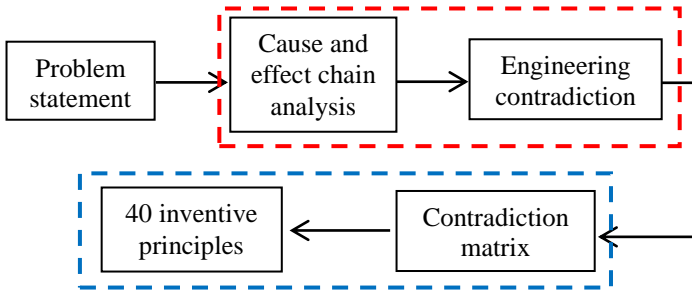 Problem
statement
Cause and
effect chain
analysis
Engineering
contradiction
40 inventive
principles
Contradiction
matrix